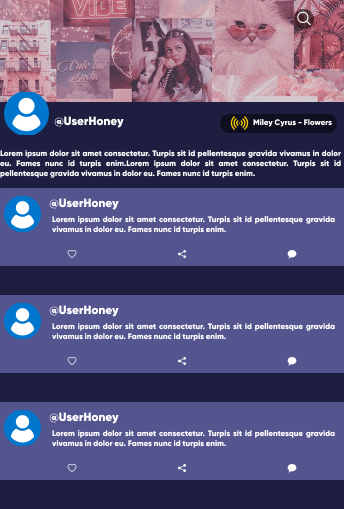 VIBE
Cute but
psycho
@UserHoney
Miley Cyrus - Flowers
Lorem ipsum dolor sit amet consectetur. Turpis sit id pellentesque gravida vivamus in dolor
eu. Fames nunc id turpis enim.Lorem ipsum dolor sit amet consectetur. Turpis sit id
pellentesque gravida vivamus in dolor eu. Fames nunc id turpis enim.
@UserHoney
Lorem ipsum dolor sit amet consectetur. Turpis sit id pellentesque gravida
vivamus in dolor eu. Fames nunc id turpis enim.
@UserHoney
Lorem ipsum dolor sit amet consectetur. Turpis sit id pellentesque gravida
vivamus in dolor eu. Fames nunc id turpis enim.
@UserHoney
Lorem ipsum dolor sit amet consectetur. Turpis sit id pellentesque gravida
vivamus in dolor eu. Fames nunc id turpis enim.